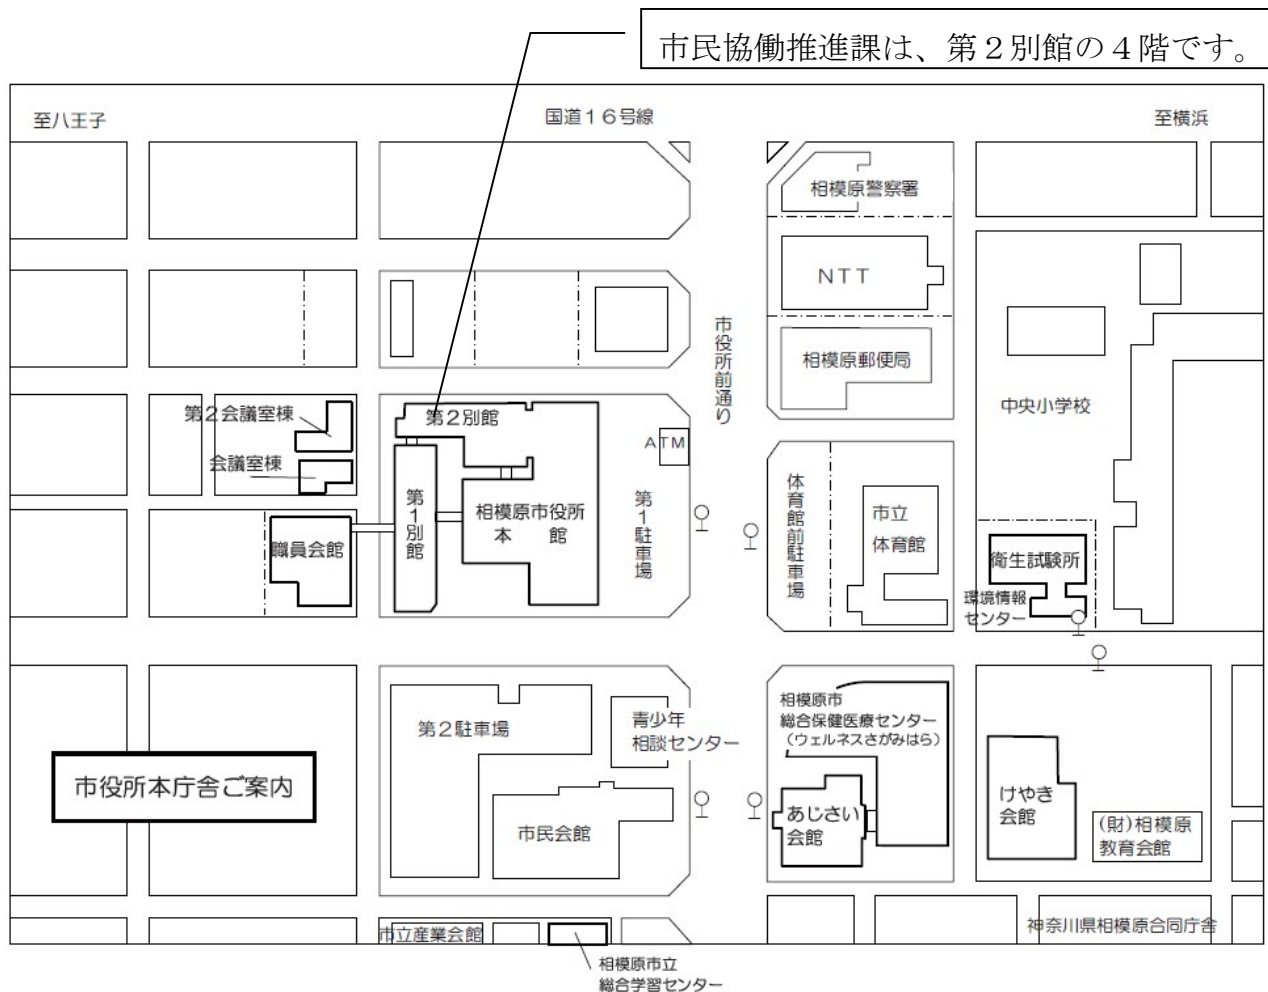 市民協働推進課は、第２別館の４階です。
至八王子
国道１６号線
至横浜
相模原警察署
ＮＴＴ
市役所前通り
相模原郵便局
中央小学校
第２会議室棟
会議室棟
第２別館
ＡＴＭ
第１別館
相模原市役所
本　館
第１駐車場
体育館前駐車場
市立
体育館
職員会館
衛生試験所
環境情報
センター
第２駐車場
青少年
相談センター
相模原市
総合保健医療センター
（ウェルネスさがみはら）
市役所本庁舎ご案内
市民会館
あじさい
会館
けやき
会館
(財)相模原
教育会館
市立産業会館
神奈川県相模原合同庁舎
相模原市立
総合学習センター